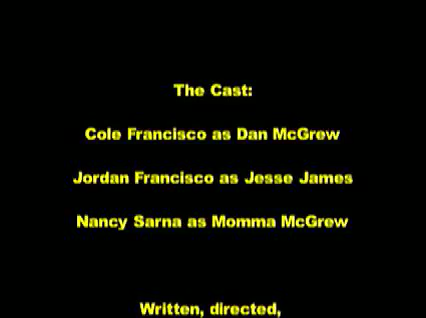 The Cast:
Cole Francisco as Dan McGrew
Jordan Francisco as Jesse James
Nancy Sarna as Momma McGrew
Written, directed,